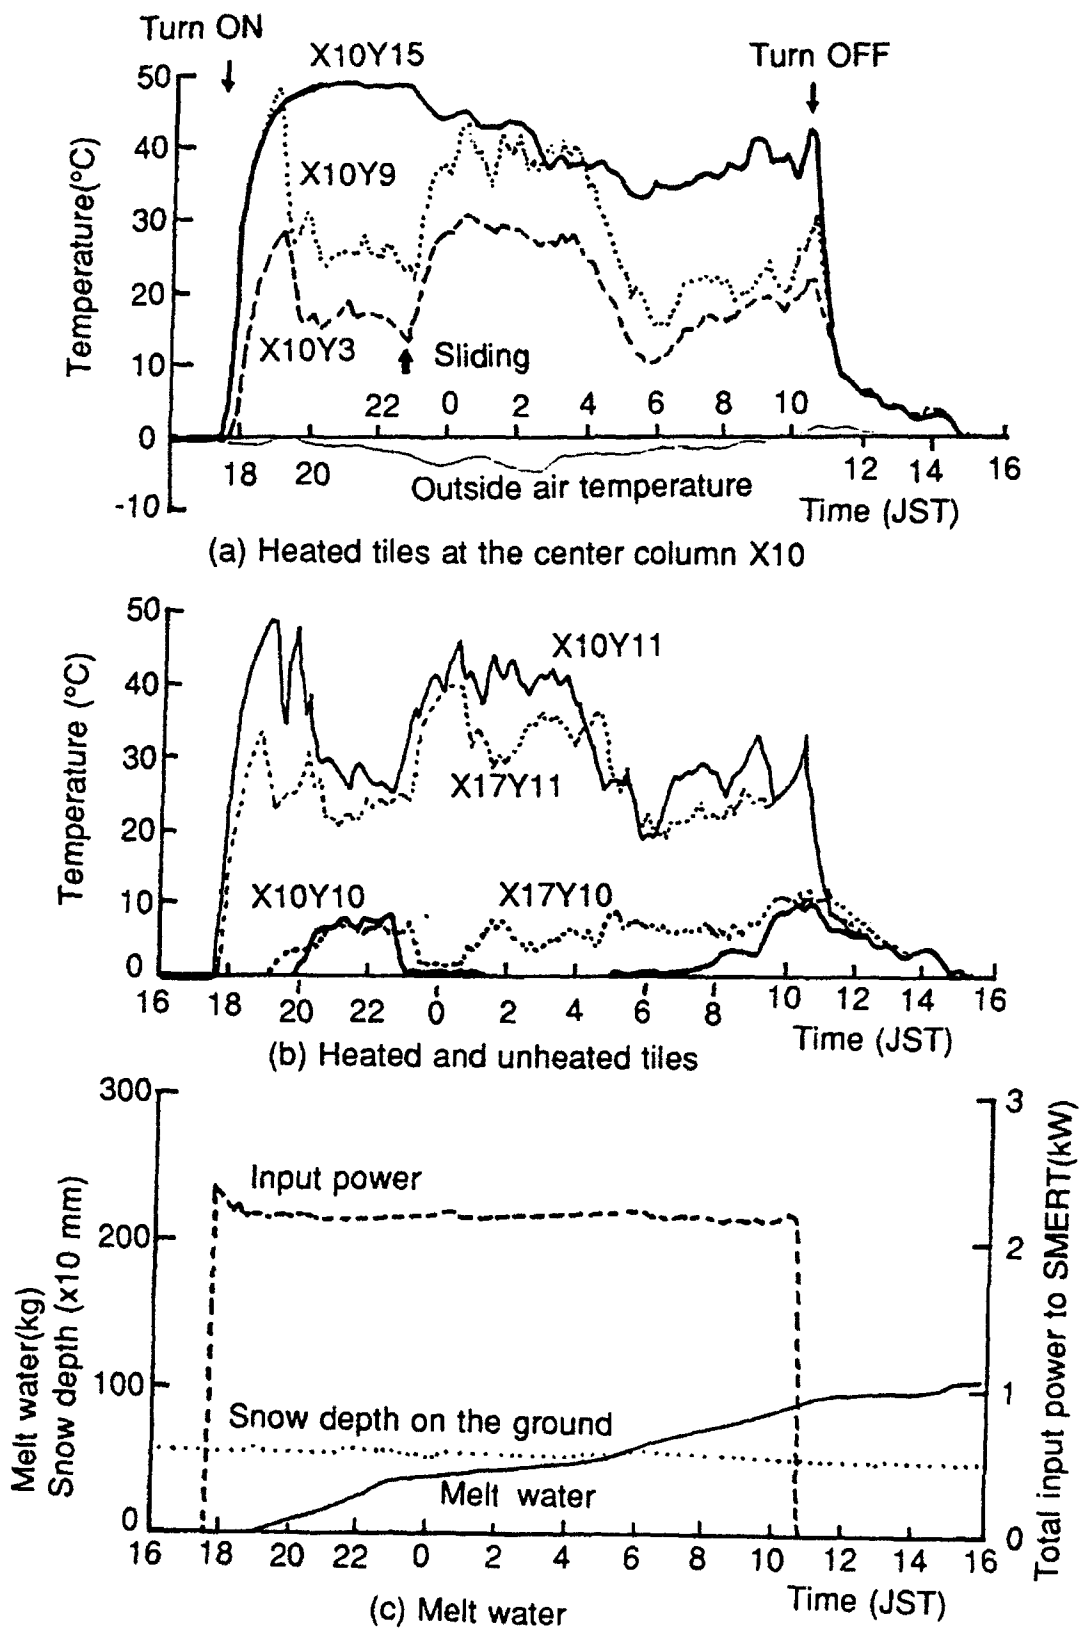 Turn ON
X10Y15
Turn OFF
50
40
30
20
10
0
-10
Temperature(°C)
X10Y9
X10Y3
Sliding
22 0 2 4 6 8 10
18 20 12 14 16
Outside air temperature
Time (JST)
(a) Heated tiles at the center column X10
50
40
30
20
10
0
Temperature (°C)
X10Y11
X17Y11
X10Y10
X17Y10
16 18 20 22 0 2 4 6 8 10 12 14 16
Time (JST)
(b) Heated and unheated tiles
300
200
100
0
Melt water(kg)
Snow depth (x10 mm)
3
2
1
0
Total input power to SMERT(kW)
Input power
Snow depth on the ground
Melt water
16 18 20 22 0 2 4 6 8 10 12 14 16
Time (JST)
(c) Melt water